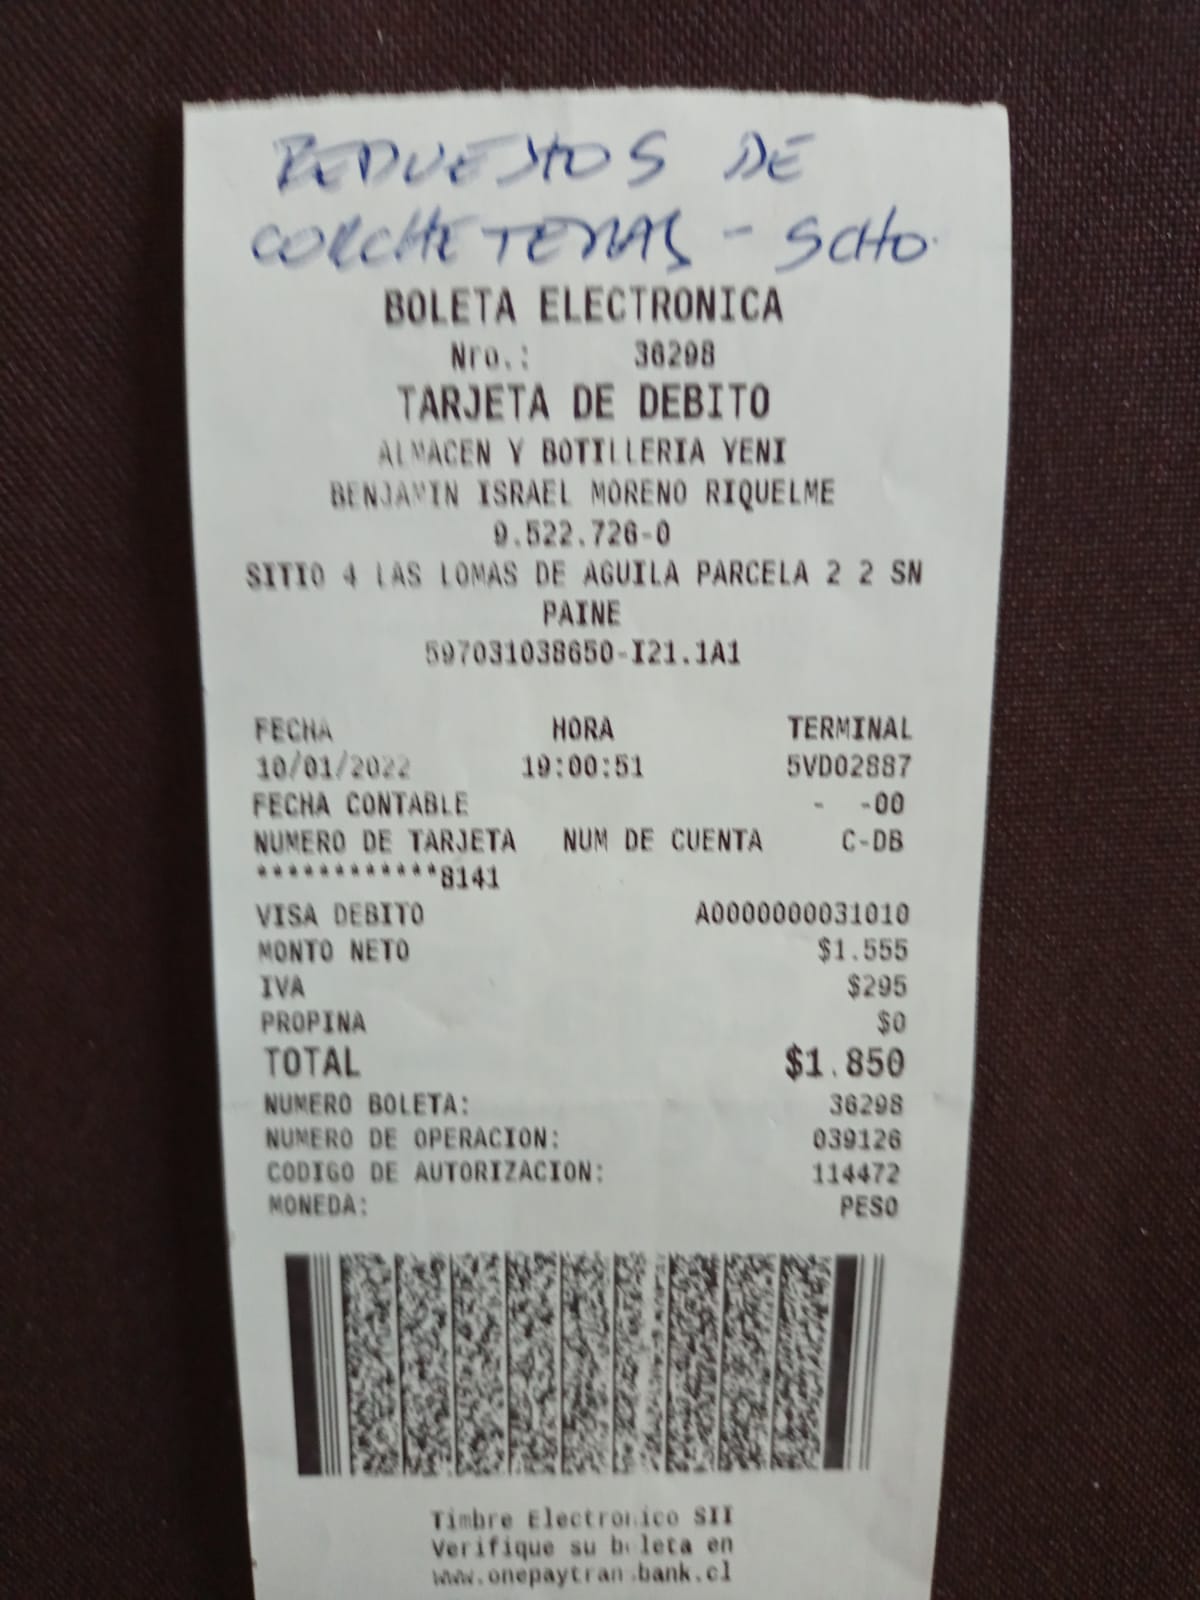 REPUESTOS DE
CORCHETERAS - SCHO.
BOLETA ELECTRONICA
Nro.: 36298
TARJETA DE DEBITO
ALMACEN Y BOTILLERIA YENI
BENJAMIN ISRAEL MORENO RIQUELME
9.522.726-0
SITIO 4 LAS LOMAS DE AGUILA PARCELA 2 2 SN
PAINE
597031038650-I21.1A1
FECHA HORA TERMINAL
10/01/2022 19:00:51 5VD02887
FECHA CONTABLE - -00
NUMERO DE TARJETA NUM DE CUENTA C-DB
************8141
VISA DEBITO A0000000031010
MONTO NETO $1.555
IVA $295
PROPINA $0
TOTAL $1.850
NUMERO BOLETA: 36298
NUMERO DE OPERACION: 039126
CODIGO DE AUTORIZACION: 114472
MONEDA: PESO
Timbre Electronico SII
Verifique su boleta en
www.onepaytransbank.cl